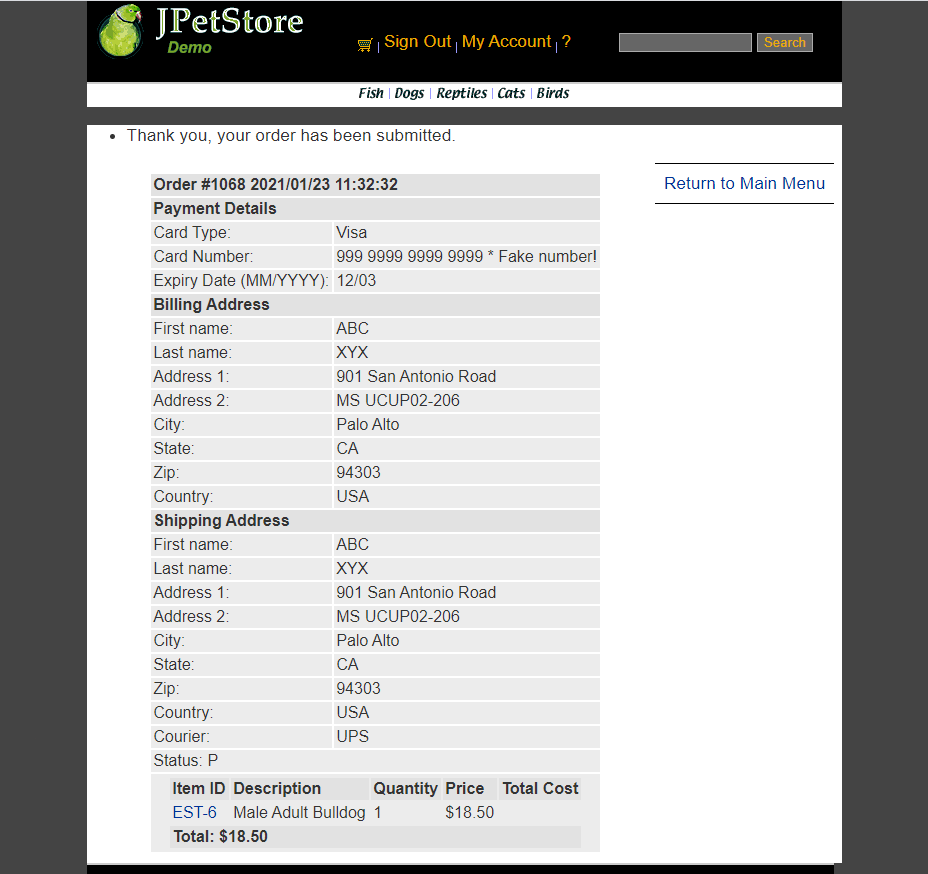 JPetStore
Demo
| Sign Out | My Account | ?
Search
Fish | Dogs | Reptiles | Cats | Birds
• Thank you, your order has been submitted.
Return to Main Menu
Order #1068 2021/01/23 11:32:32
Payment Details
Card Type: Visa
Card Number: 999 9999 9999 9999 * Fake number!
Expiry Date (MM/YYYY): 12/03
Billing Address
First name: ABC
Last name: XYX
Address 1: 901 San Antonio Road
Address 2: MS UCUP02-206
City: Palo Alto
State: CA
Zip: 94303
Country: USA
Shipping Address
First name: ABC
Last name: XYX
Address 1: 901 San Antonio Road
Address 2: MS UCUP02-206
City: Palo Alto
State: CA
Zip: 94303
Country: USA
Courier: UPS
Status: P
Item ID Description Quantity Price Total Cost
EST-6 Male Adult Bulldog 1 $18.50
Total: $18.50